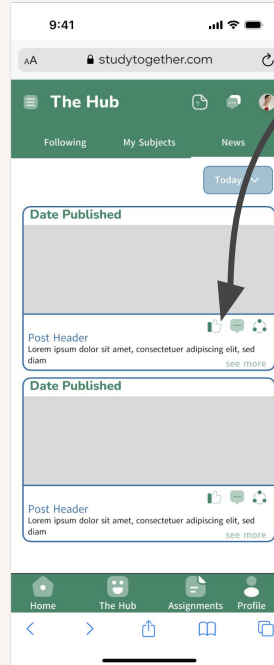 9:41
AA studytogether.com
The Hub
Following My Subjects News
Today
Date Published
Post Header
Lorem ipsum dolor sit amet, consectetuer adipiscing elit, sed
diam
see more
Date Published
Post Header
Lorem ipsum dolor sit amet, consectetuer adipiscing elit, sed
diam
see more
Home The Hub Assignments Profile